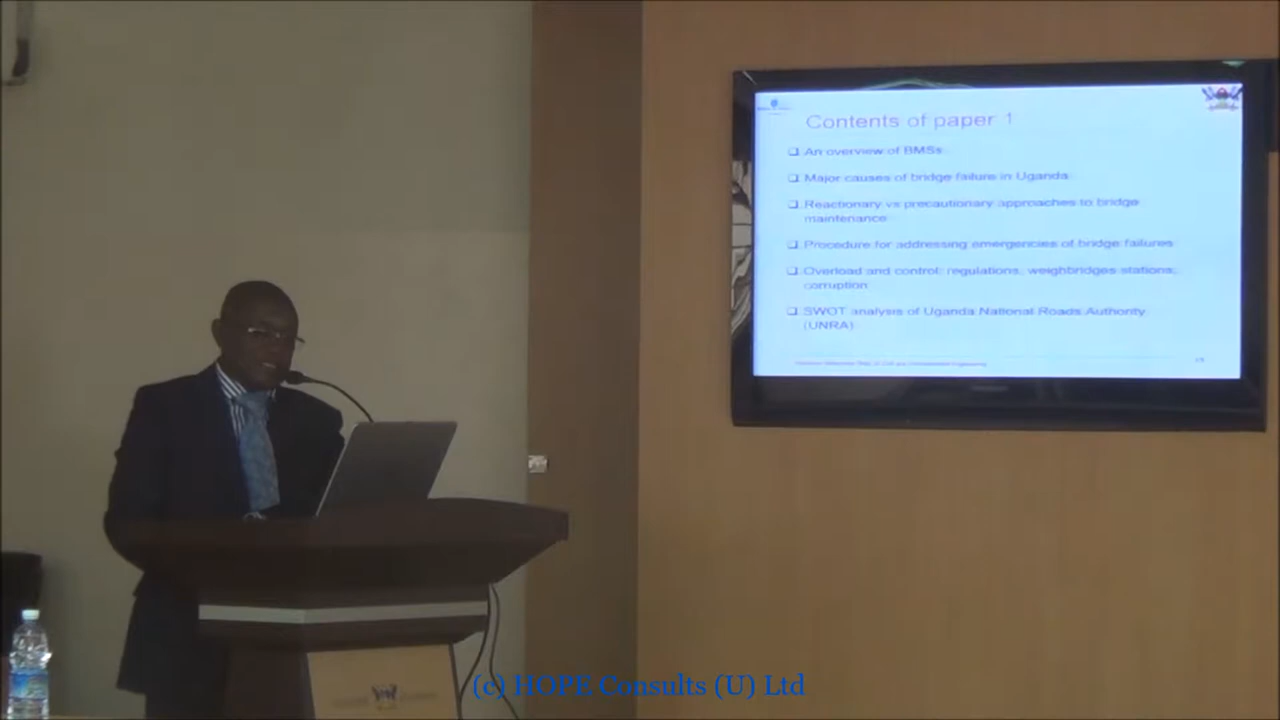 Contents of paper 1
An overview of BMSs
Major causes of bridge failure in Uganda
Reactionary vs precautionary approaches to bridge
maintenance
Procedure for addressing emergencies of bridge failures
Overload and control: regulations, weighbridges stations,
corruption
SWOT analysis of Uganda National Roads Authority
(UNRA)
(c) HOPE Consults (U) Ltd